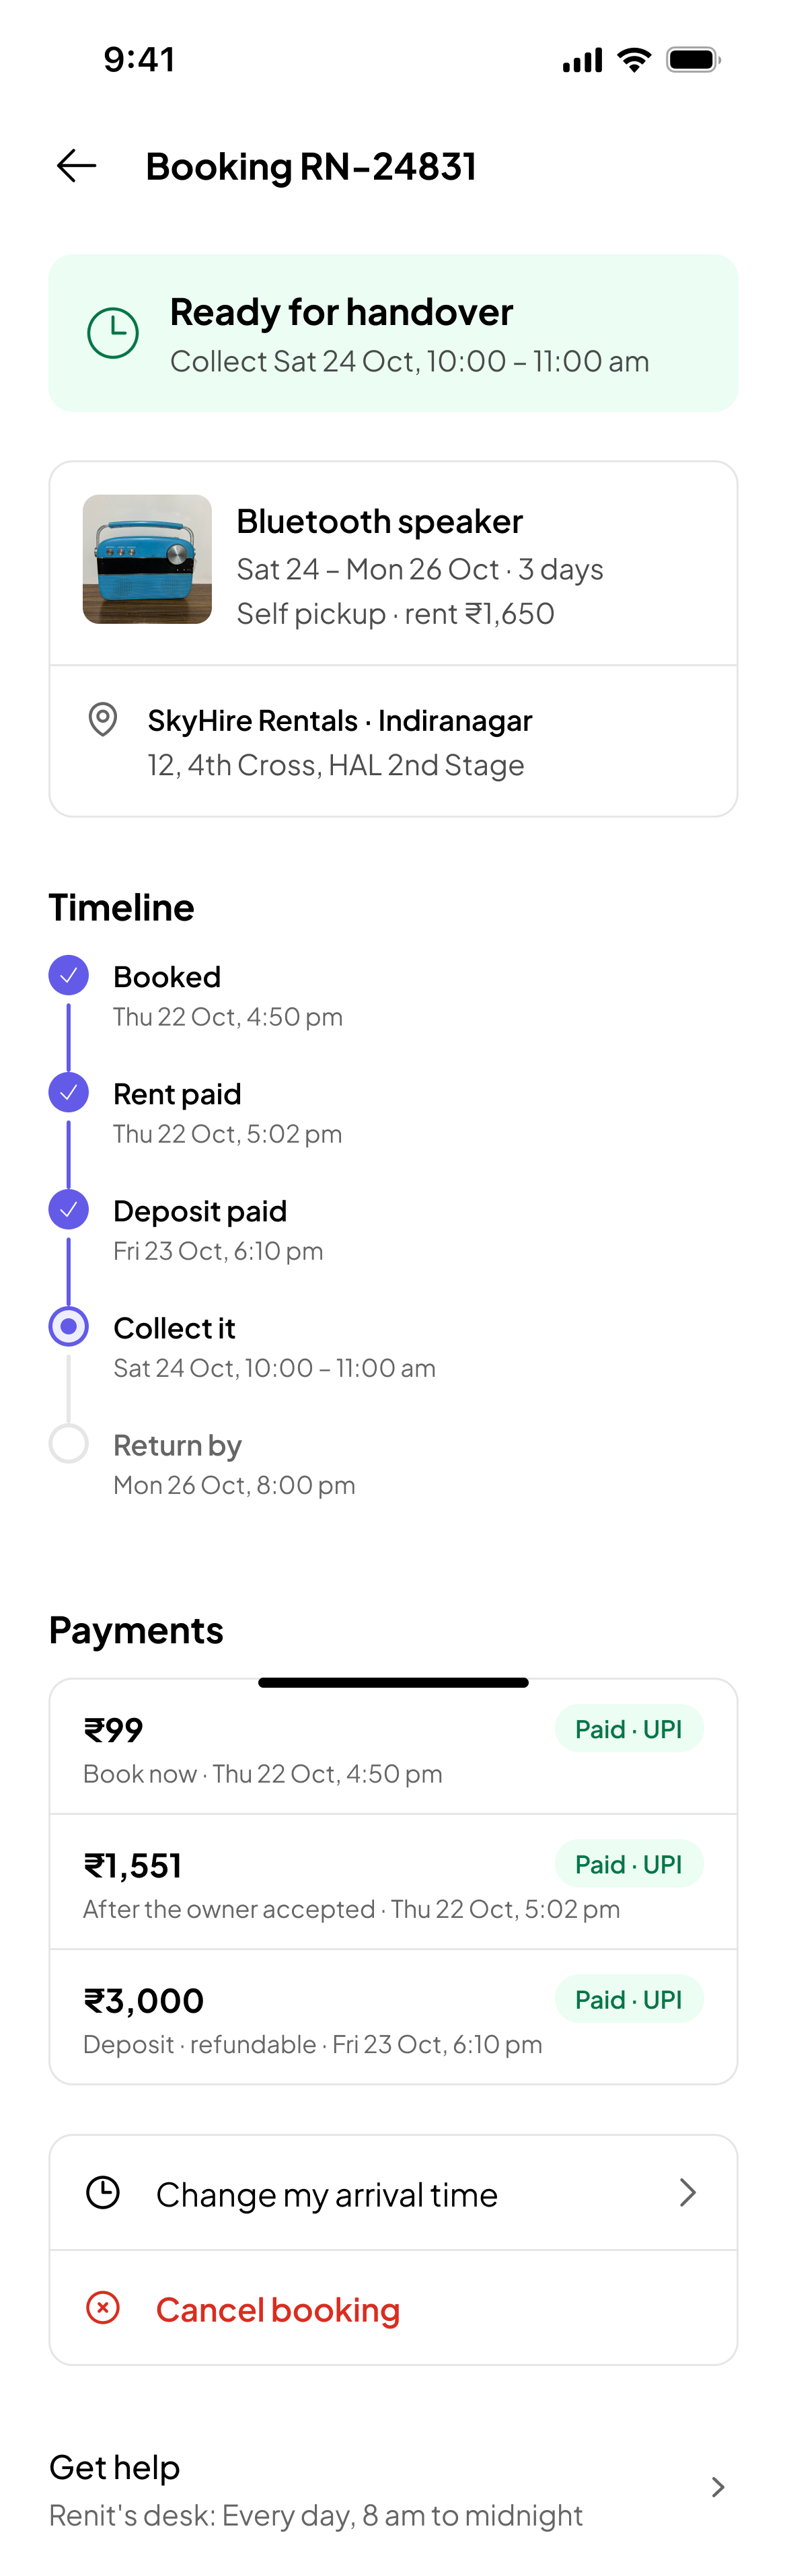 9:41
Booking RN-24831
Ready for handover
Collect Sat 24 Oct, 10:00 – 11:00 am
Bluetooth speaker
Sat 24 – Mon 26 Oct · 3 days
Self pickup · rent ₹1,650
SkyHire Rentals · Indiranagar
12, 4th Cross, HAL 2nd Stage
Timeline
Booked
Thu 22 Oct, 4:50 pm
Rent paid
Thu 22 Oct, 5:02 pm
Deposit paid
Fri 23 Oct, 6:10 pm
Collect it
Sat 24 Oct, 10:00 – 11:00 am
Return by
Mon 26 Oct, 8:00 pm
Payments
₹99
Paid · UPI
Book now · Thu 22 Oct, 4:50 pm
₹1,551
Paid · UPI
After the owner accepted · Thu 22 Oct, 5:02 pm
₹3,000
Paid · UPI
Deposit · refundable · Fri 23 Oct, 6:10 pm
Change my arrival time
Cancel booking
Get help
Renit's desk: Every day, 8 am to midnight